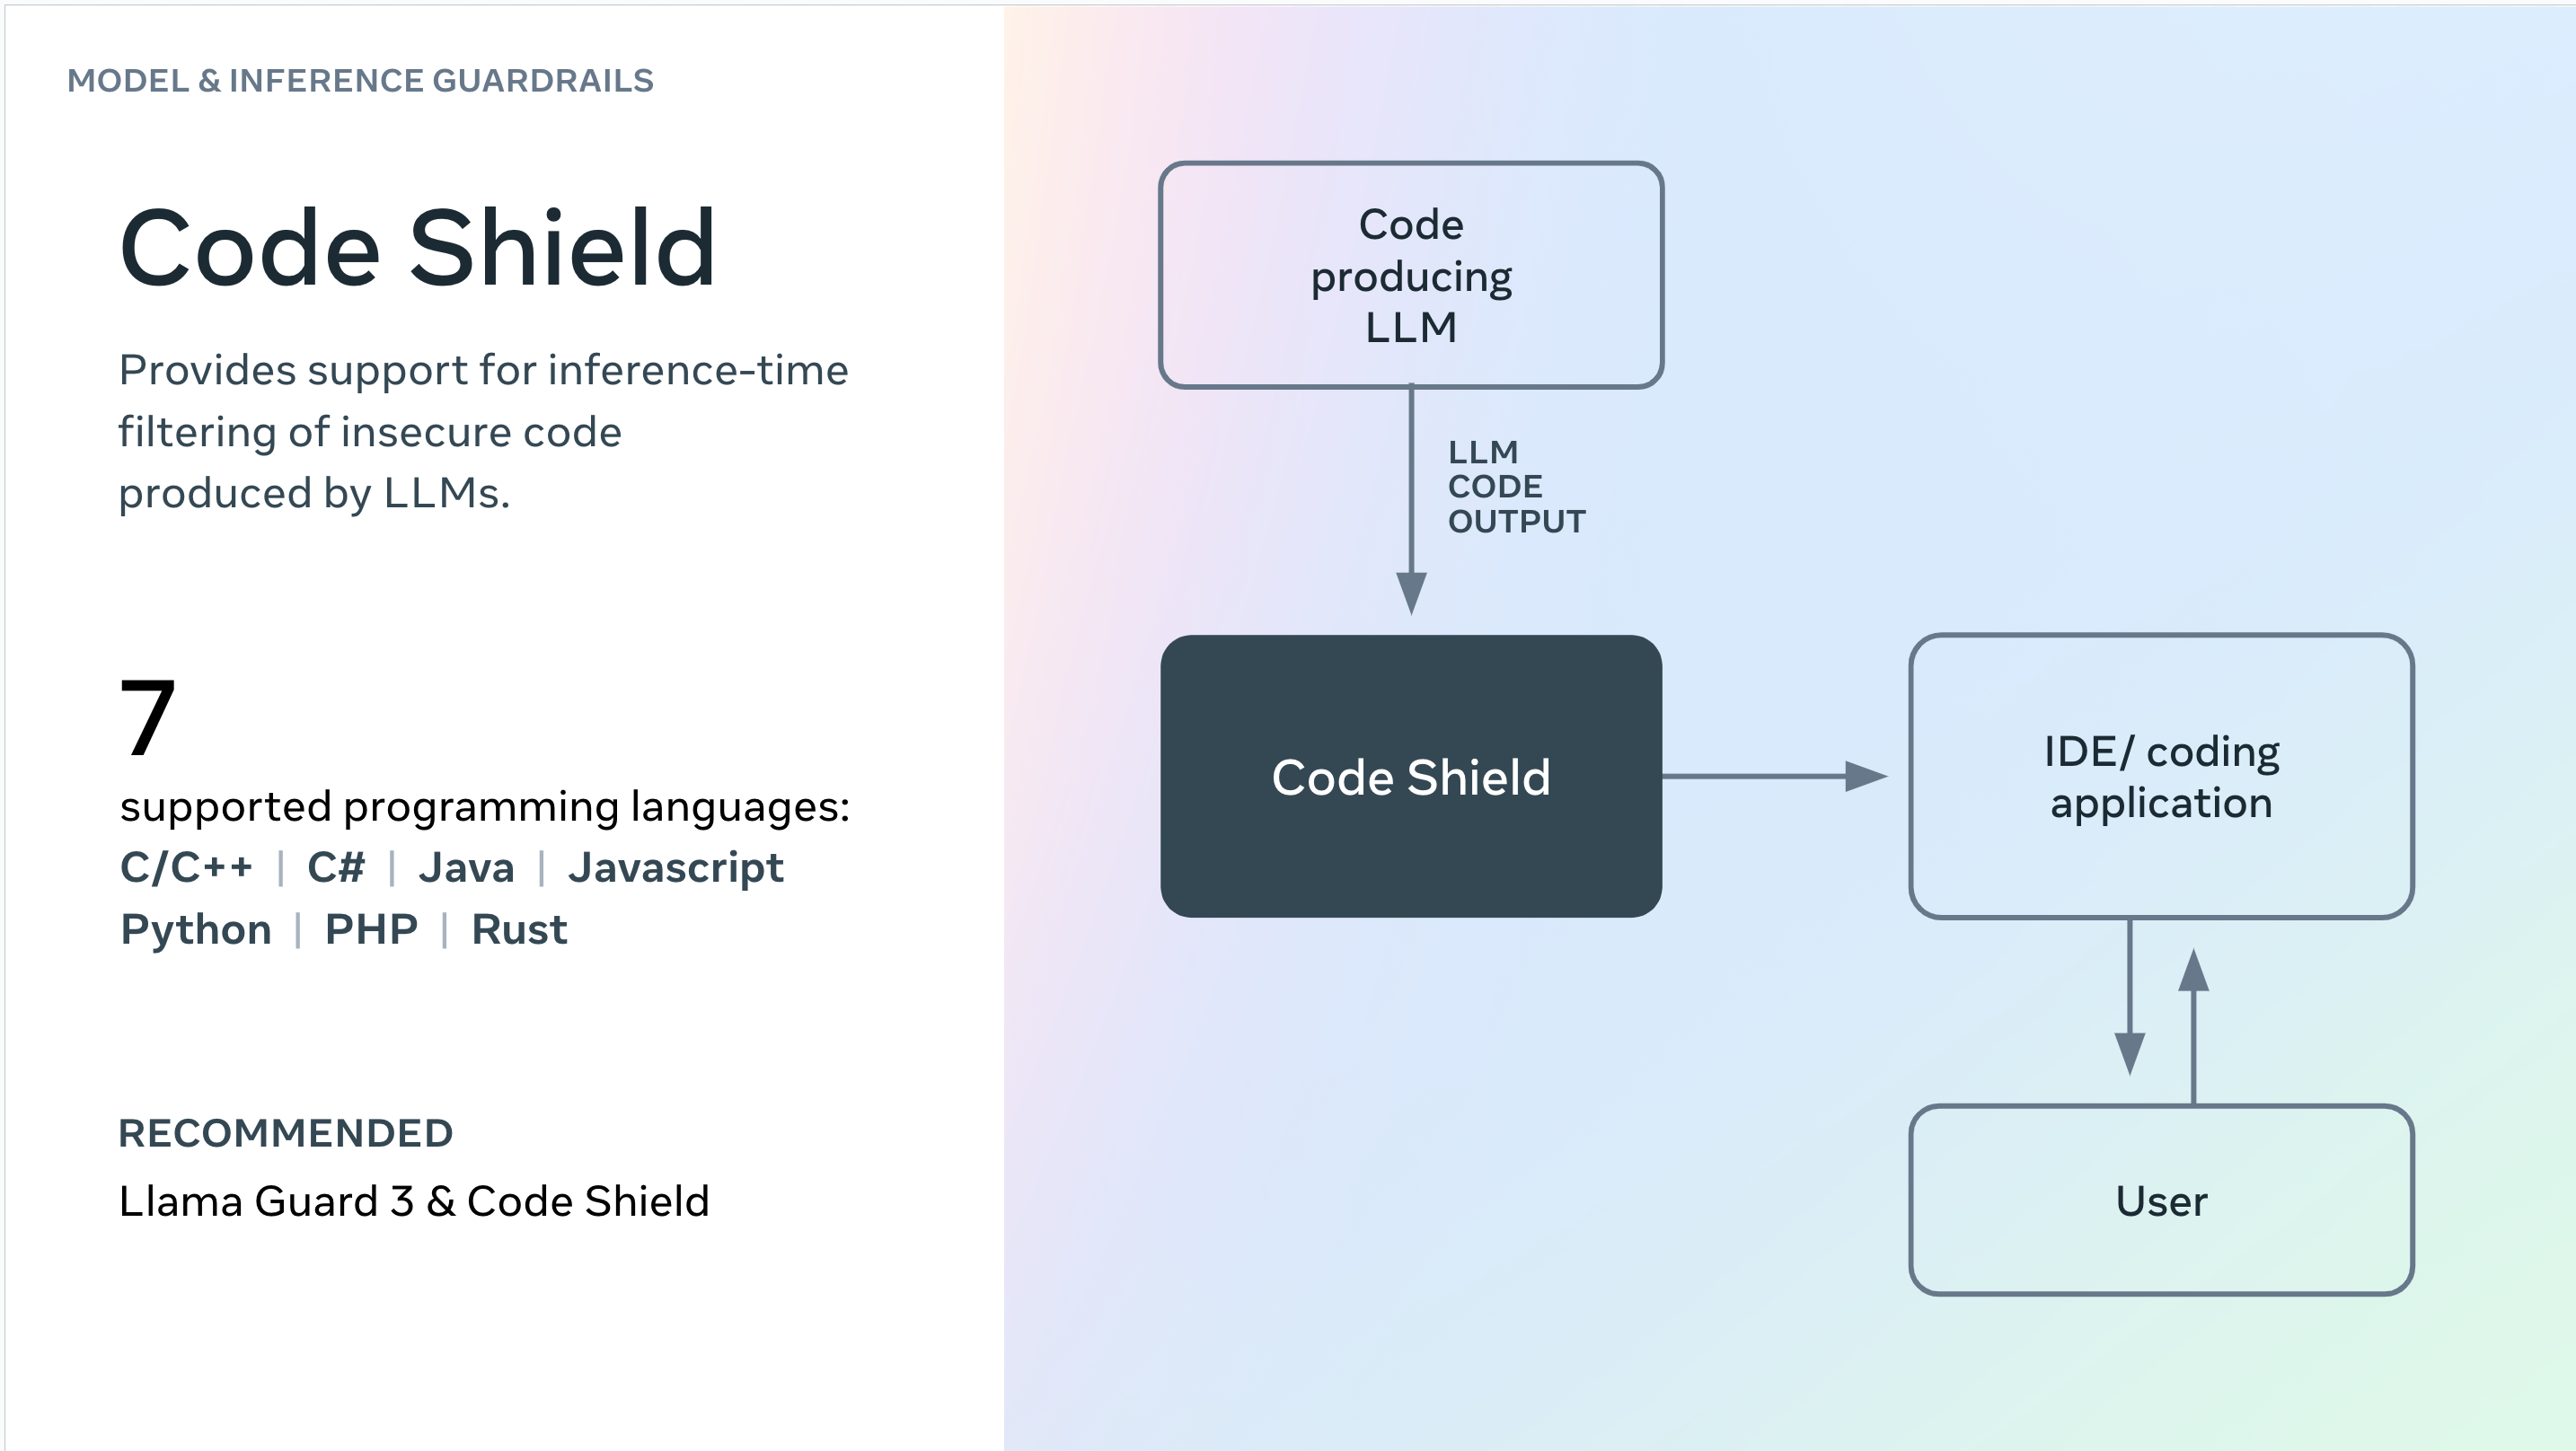 MODEL & INFERENCE GUARDRAILS
Code Shield
Provides support for inference-time
filtering of insecure code
produced by LLMs.
7
supported programming languages:
C/C++ | C# | Java | Javascript
Python | PHP | Rust
RECOMMENDED
Llama Guard 3 & Code Shield
Code
producing
LLM
LLM
CODE
OUTPUT
Code Shield
IDE/ coding
application
User